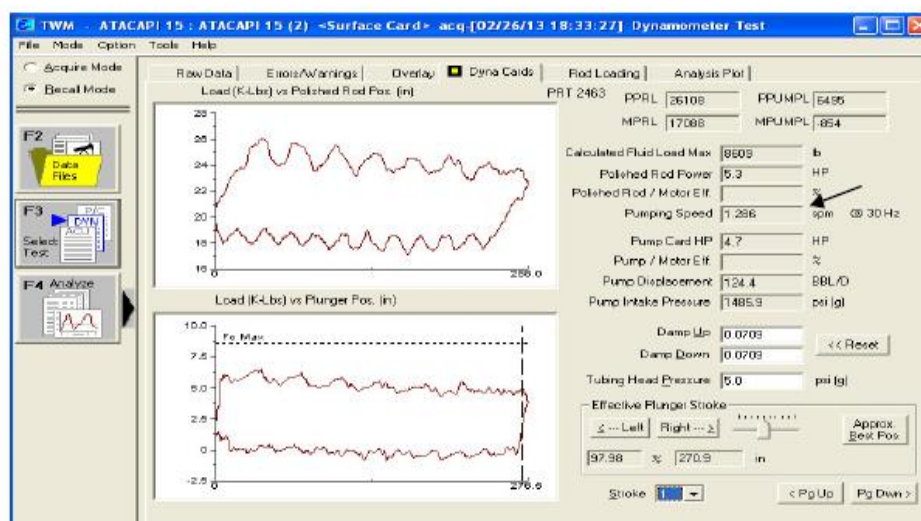 TWM - ATACAPI 15 : ATACAPI 15 (2) <Surface Card> acq-[02/26/13 18:33:27] Dynamometer Test
File Mode Option Tools Help
Acquire Mode
Recall Mode
F2
Data Files
F3
Select Test
F4 Analyze
Raw Data Errors/Warnings Overlay Dyna Cards Rod Loading Analysis Plot
Load (K-Lbs) vs Polished Rod Pos. (in)
28
26
24
22
20
18
16
0
Load (K-Lbs) vs Plunger Pos. (in)
10.0
Fo Max
7.5
5.0
2.5
0
-2.5
0
PRT 2463
PPRL 26108 PPUMPL 6495
MPRL 17088 MPUMPL -854
Calculated Fluid Load Max 8609 lb
Polished Rod Power 5.3 HP
Polished Rod / Motor Eff. %
Pumping Speed 1.286 spm @ 30 Hz
Pump Card HP 4.7 HP
Pump / Motor Eff. %
Pump Displacement 124.4 BBL/D
Pump Intake Pressure 1485.9 psi (g)
Damp Up 0.0709
Damp Down 0.0709
<< Reset
Tubing Head Pressure 5.0 psi (g)
Effective Plunger Stroke
< --- Left Right --- >
Approx. Best Pos
97.98 % 270.9 in
Stroke 1 < Pg Up Pg Dwn >